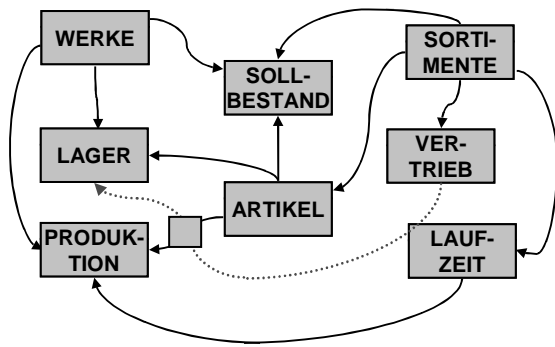 WERKE
SORTI-
MENTE
SOLL-
BESTAND
LAGER
VER-
TRIEB
ARTIKEL
PRODUK-
TION
LAUF-
ZEIT